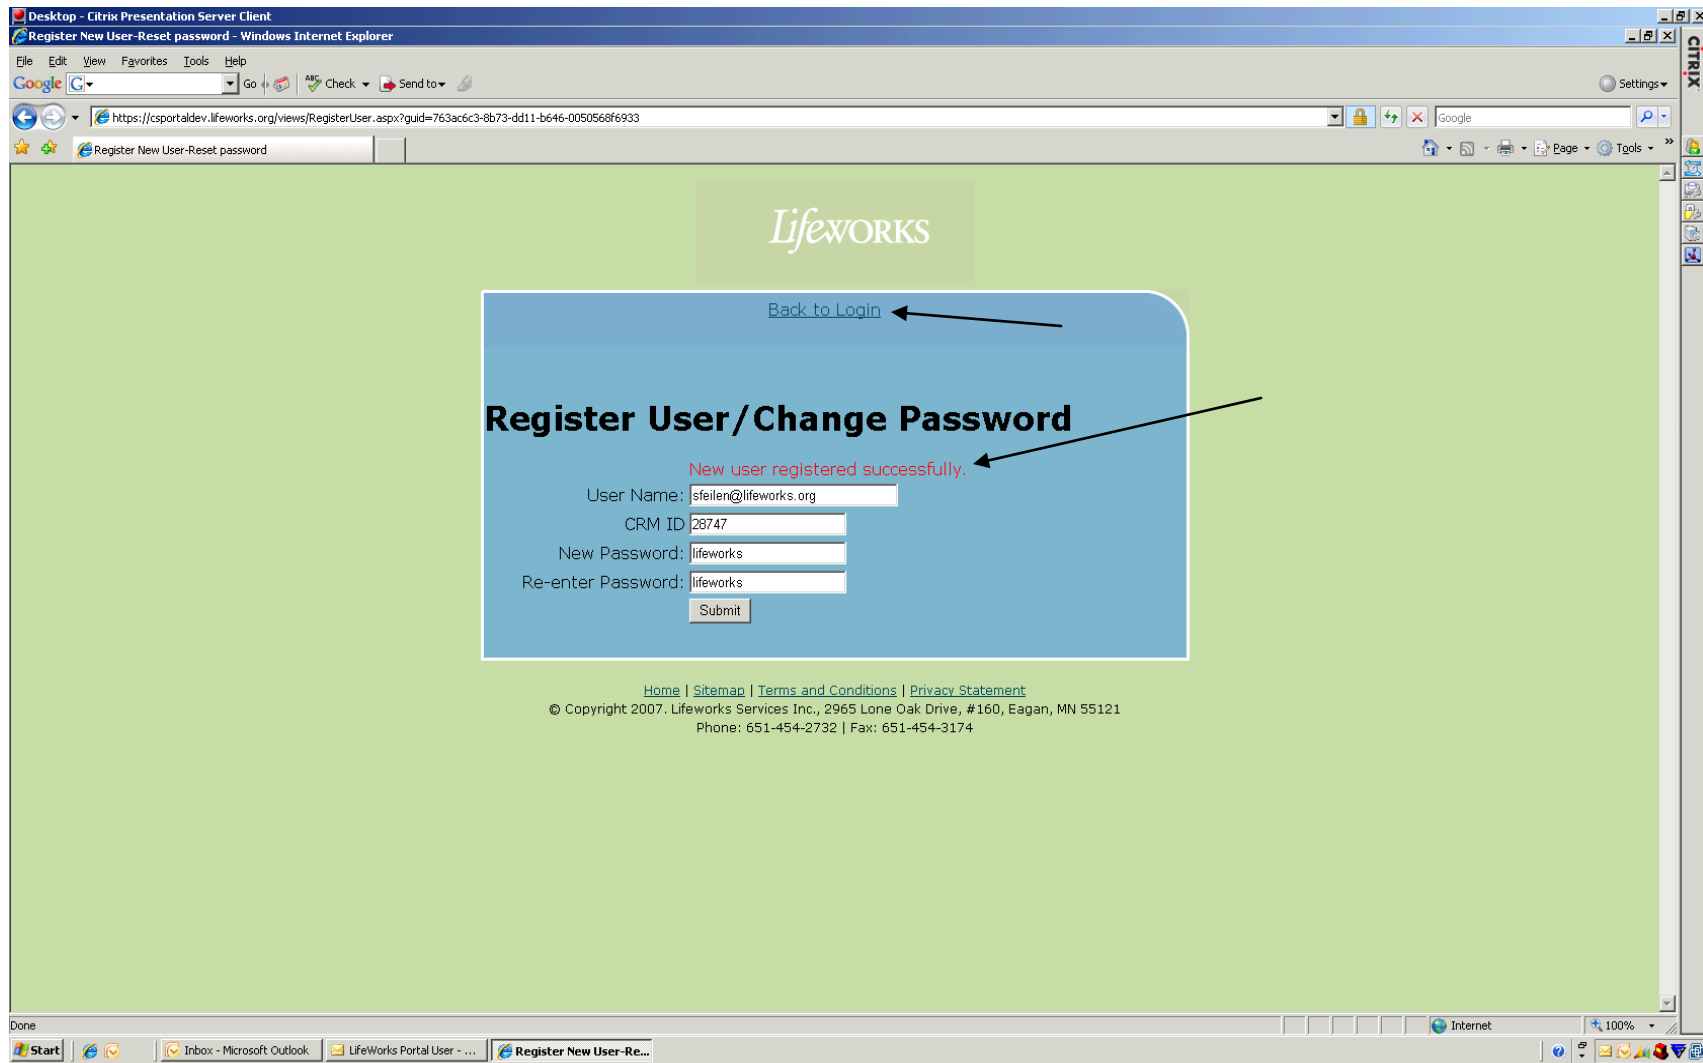 Desktop - Citrix Presentation Server Client
Register New User-Reset password - Windows Internet Explorer
CITRIX
File Edit View Favorites Tools Help
Google G Go ABC Check Send to Settings
https://csportaldev.lifeworks.org/views/RegisterUser.aspx?guid=763ac6c3-8b73-dd11-b646-0050568f6933 Google
Register New User-Reset password Page Tools »
Lifeworks
Back to Login
Register User/Change Password
New user registered successfully.
User Name: sfeilen@lifeworks.org
CRM ID 28747
New Password: lifeworks
Re-enter Password: lifeworks
Submit
Home | Sitemap | Terms and Conditions | Privacy Statement
© Copyright 2007. Lifeworks Services Inc., 2965 Lone Oak Drive, #160, Eagan, MN 55121
Phone: 651-454-2732 | Fax: 651-454-3174
Done Internet 100%
Start Inbox - Microsoft Outlook LifeWorks Portal User - ... Register New User-Re...